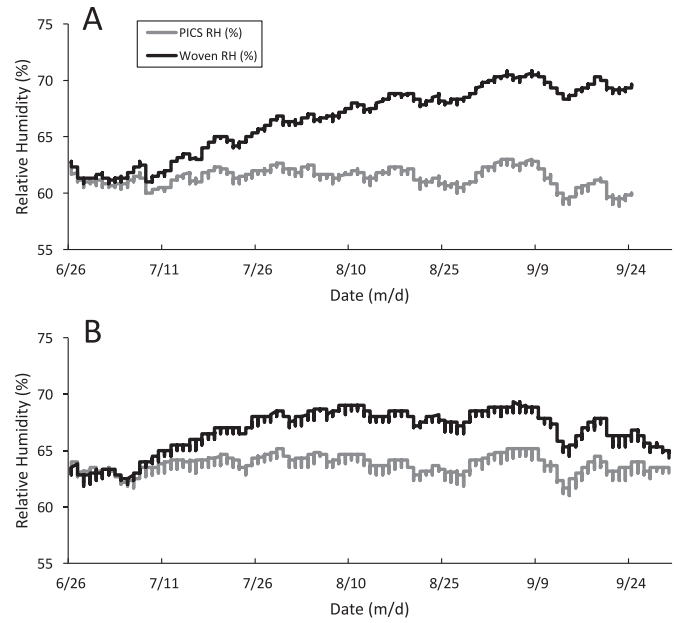 A
PICS RH (%)
Woven RH (%)
Relative Humidity (%)
75
70
65
60
55
6/26 7/11 7/26 8/10 8/25 9/9 9/24
Date (m/d)
B
Relative Humidity (%)
75
70
65
60
55
6/26 7/11 7/26 8/10 8/25 9/9 9/24
Date (m/d)